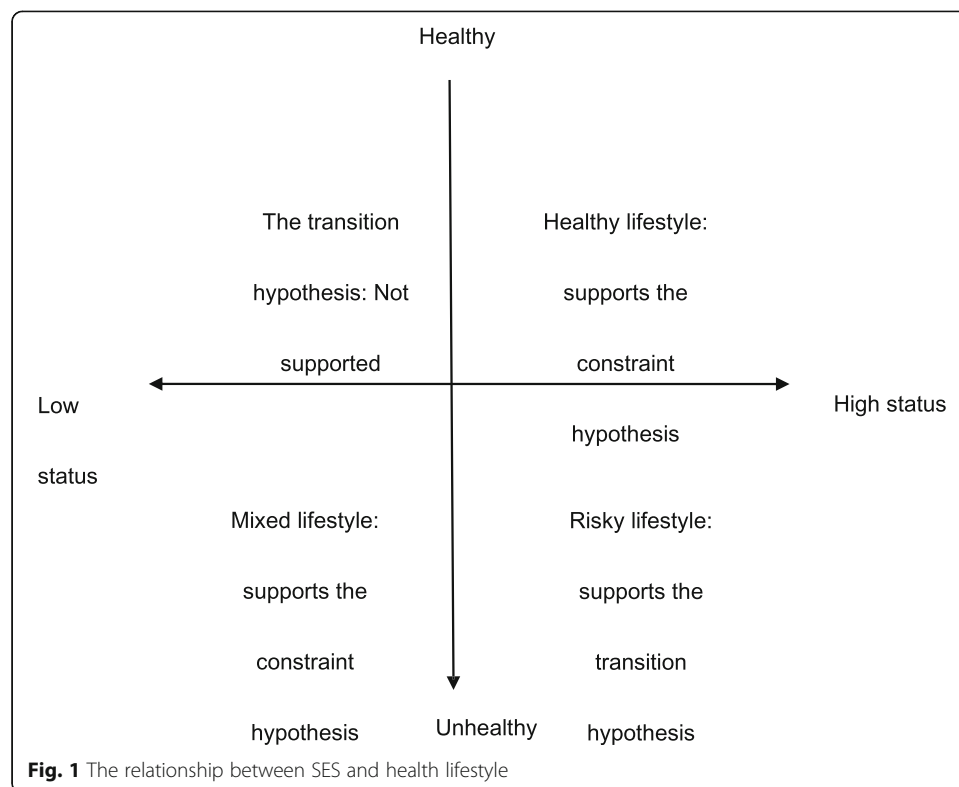 Healthy
The transition
hypothesis: Not
supported
Healthy lifestyle:
supports the
constraint
hypothesis
Low
status
High status
Mixed lifestyle:
supports the
constraint
hypothesis
Risky lifestyle:
supports the
transition
hypothesis
Unhealthy
Fig. 1 The relationship between SES and health lifestyle